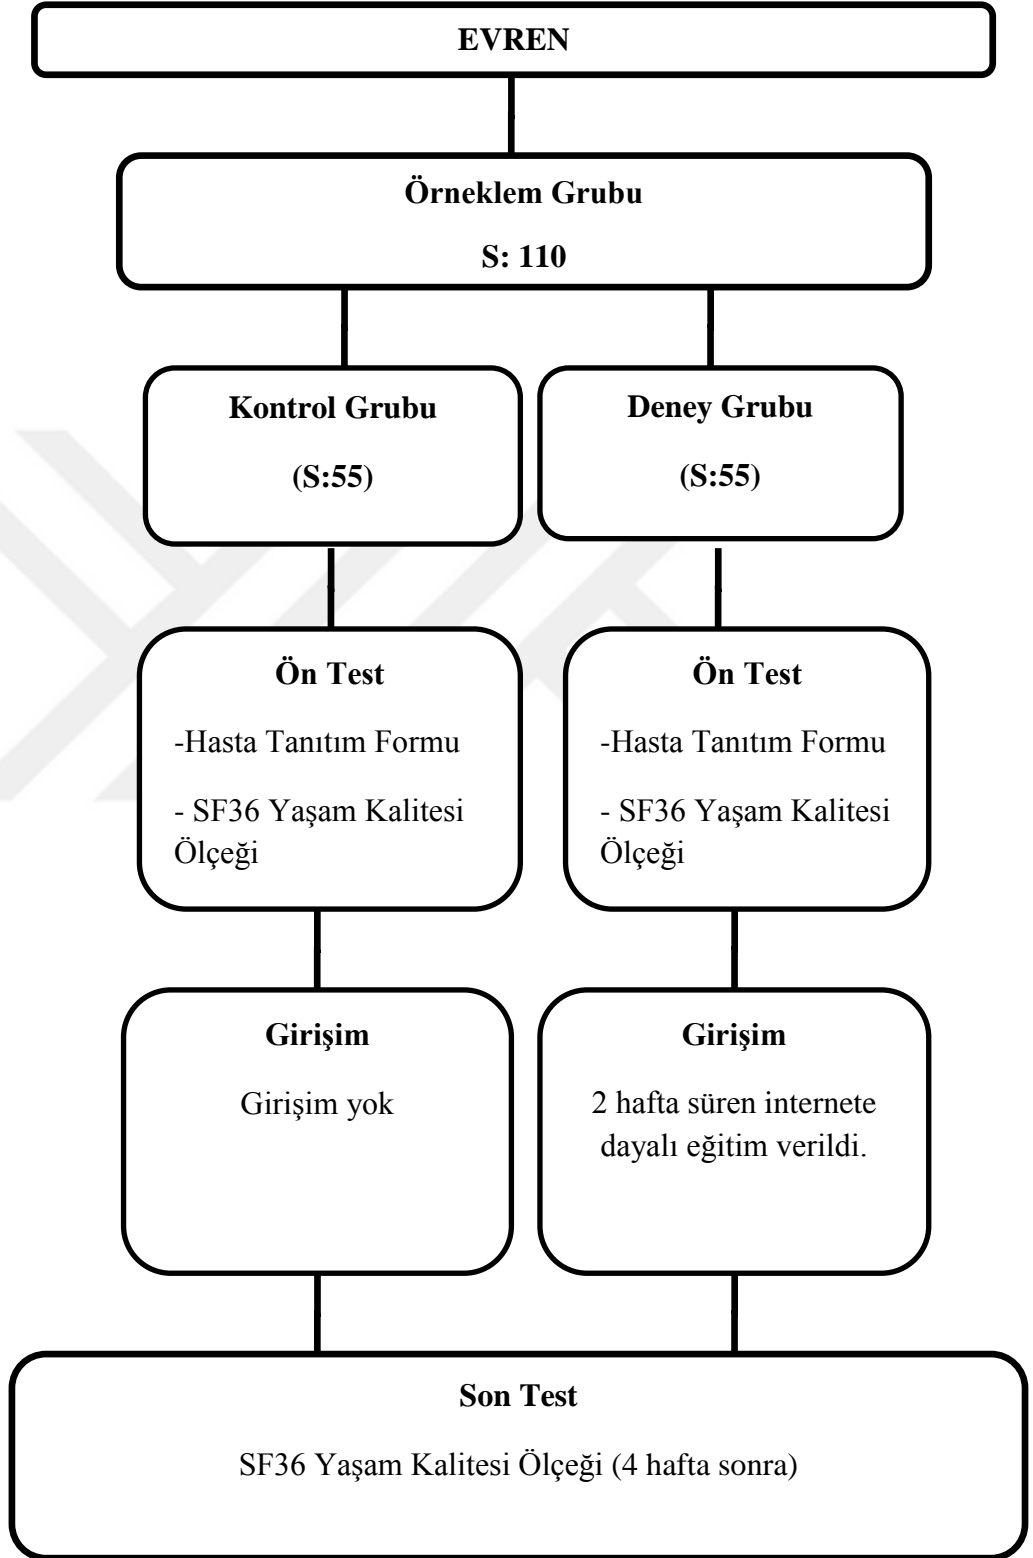 EVREN
Örneklem Grubu
S: 110
Kontrol Grubu
(S:55)
Deney Grubu
(S:55)
Ön Test
-Hasta Tanıtım Formu
- SF36 Yaşam Kalitesi
Ölçeği
Ön Test
-Hasta Tanıtım Formu
- SF36 Yaşam Kalitesi
Ölçeği
Girişim
Girişim yok
Girişim
2 hafta süren internete
dayalı eğitim verildi.
Son Test
SF36 Yaşam Kalitesi Ölçeği (4 hafta sonra)